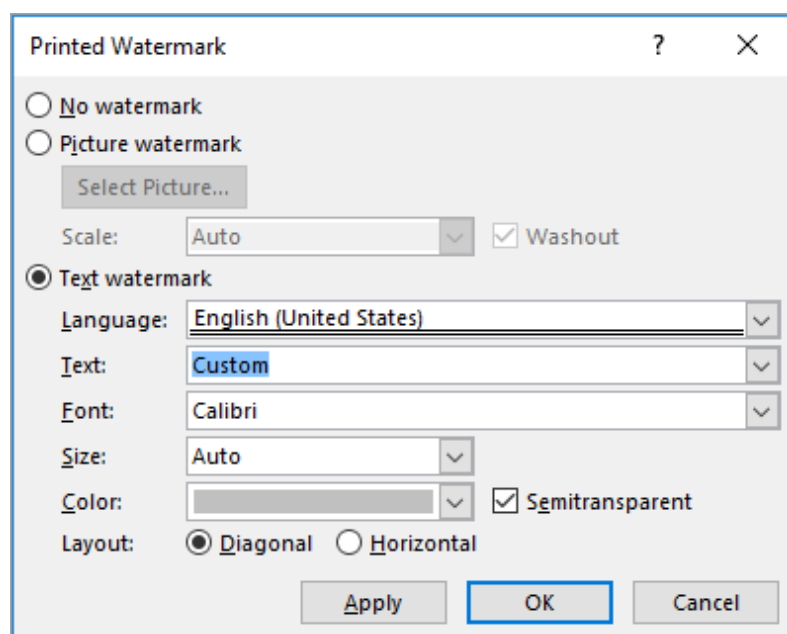 Printed Watermark ?
No watermark
Picture watermark
Select Picture...
Scale: Auto Washout
Text watermark
Language: English (United States)
Text: Custom
Font: Calibri
Size: Auto
Color: Semitransparent
Layout: Diagonal Horizontal
Apply OK Cancel